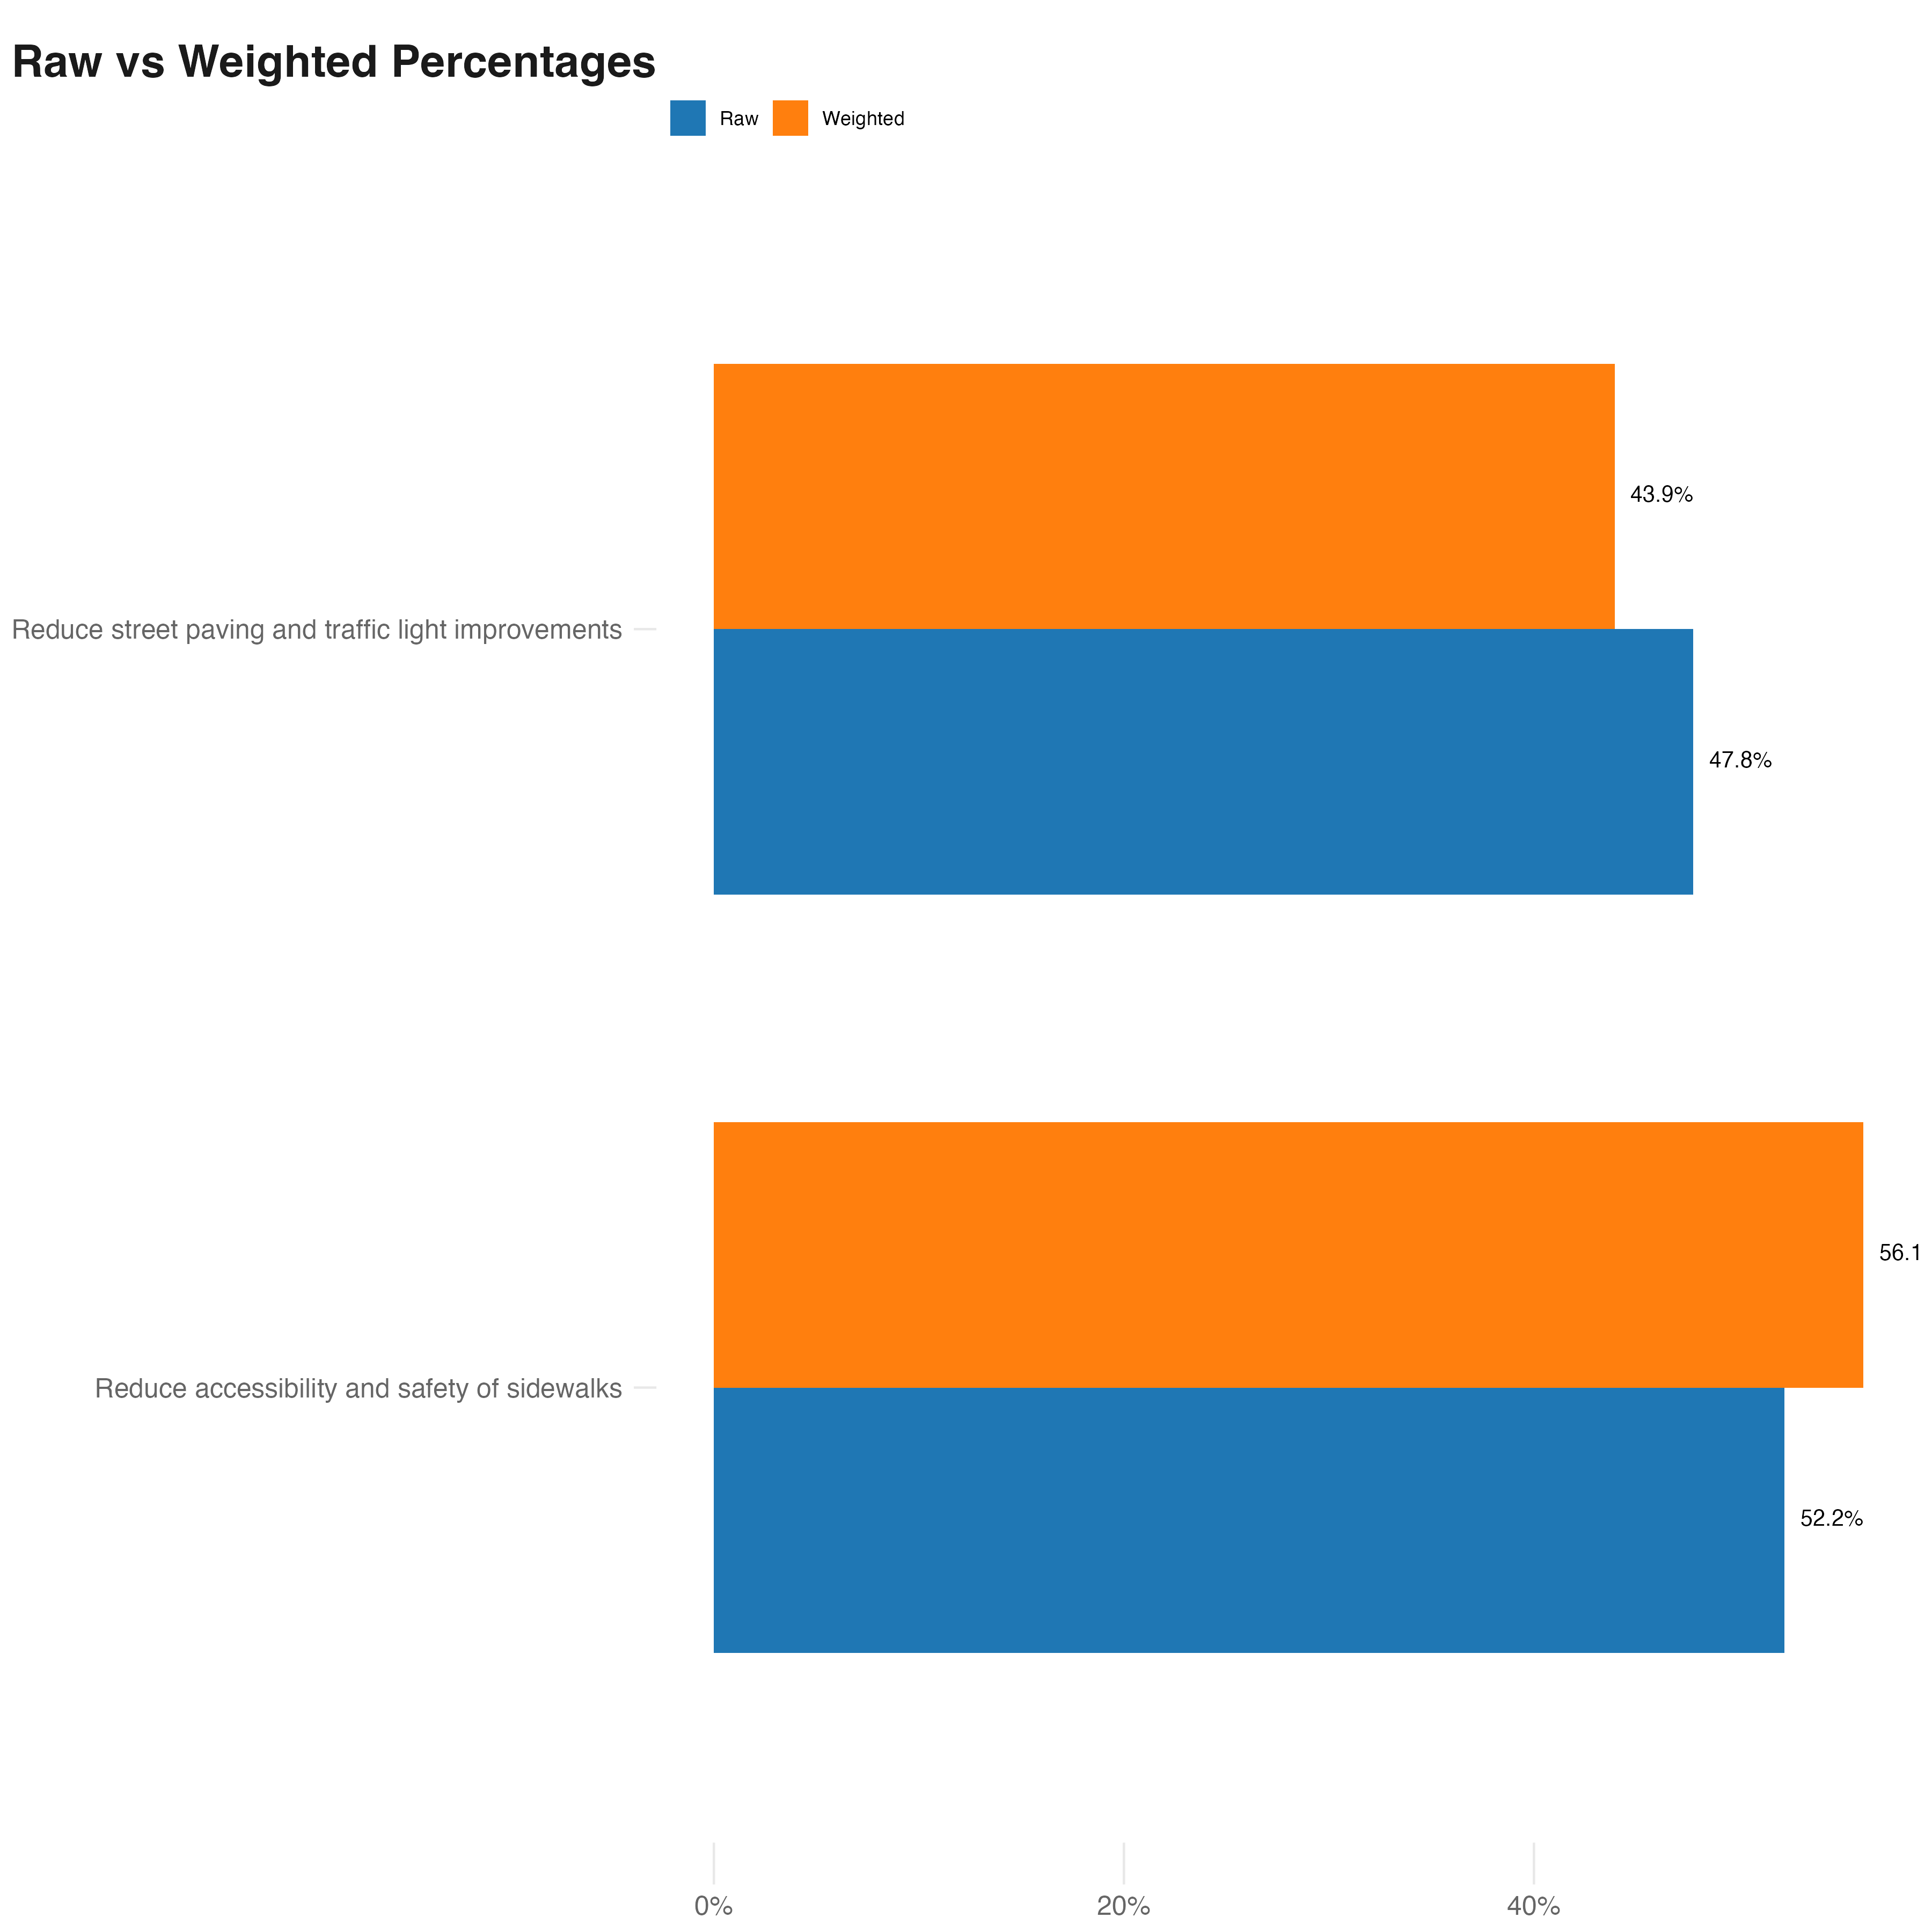 Raw vs Weighted Percentages
Raw Weighted
43.9%
Reduce street paving and traffic light improvements
47.8%
56.1
Reduce accessibility and safety of sidewalks
52.2%
0% 20% 40%